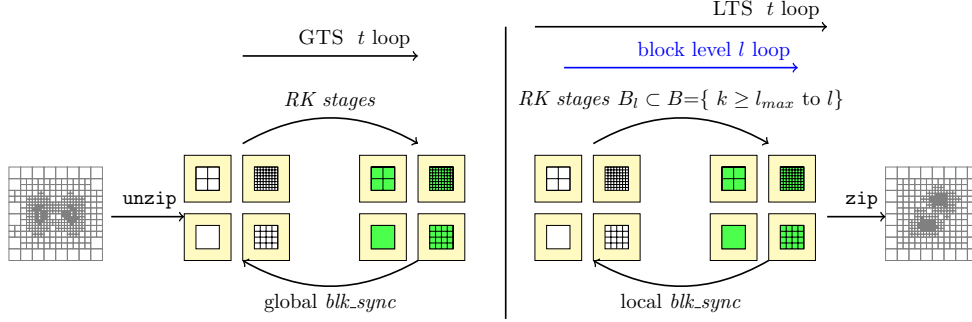 GTS t loop
RK stages
unzip
global blk_sync
LTS t loop
block level l loop
RK stages B_l ⊂ B={ k ≥ l_max to l}
zip
local blk_sync